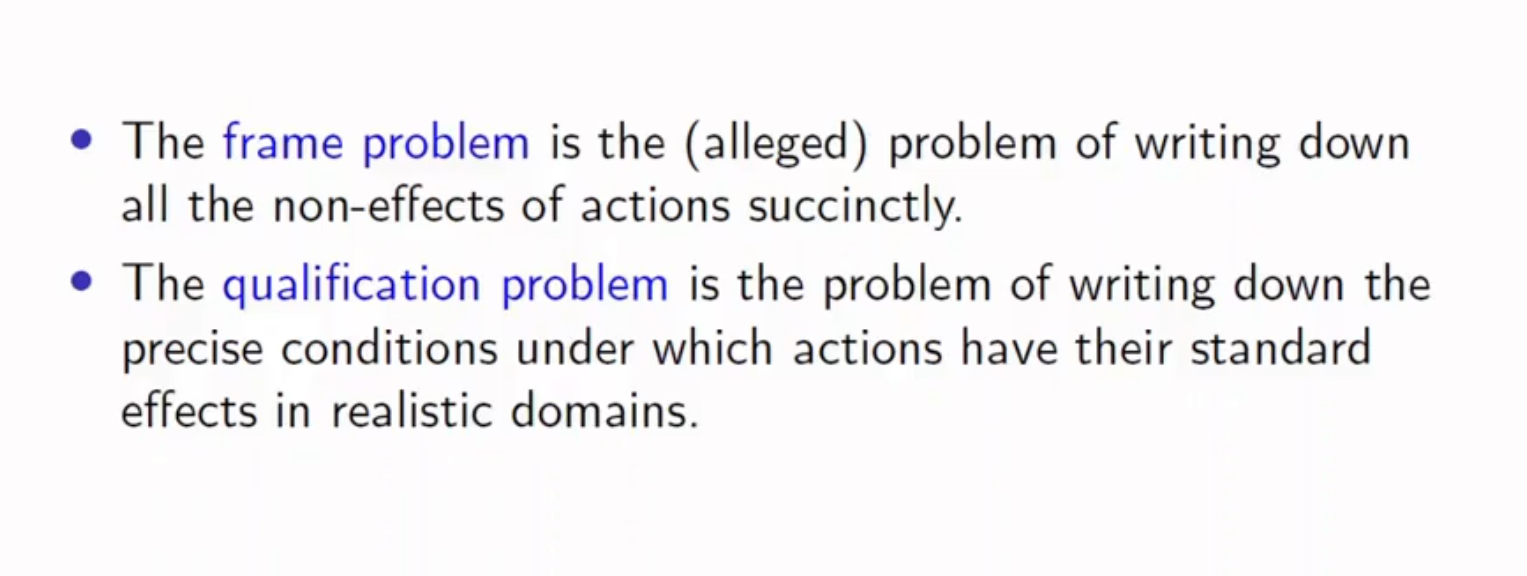 • The frame problem is the (alleged) problem of writing down
all the non-effects of actions succinctly.
• The qualification problem is the problem of writing down the
precise conditions under which actions have their standard
effects in realistic domains.